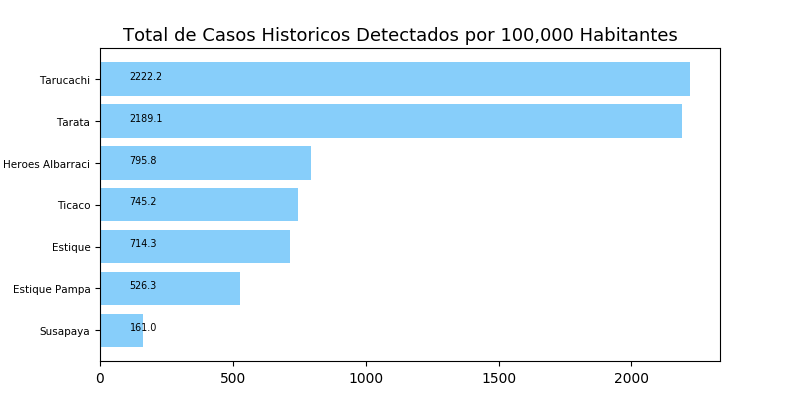 Total de Casos Historicos Detectados por 100,000 Habitantes
Tarucachi 2222.2
Tarata 2189.1
Heroes Albarraci 795.8
Ticaco 745.2
Estique 714.3
Estique Pampa 526.3
Susapaya 161.0
0 500 1000 1500 2000